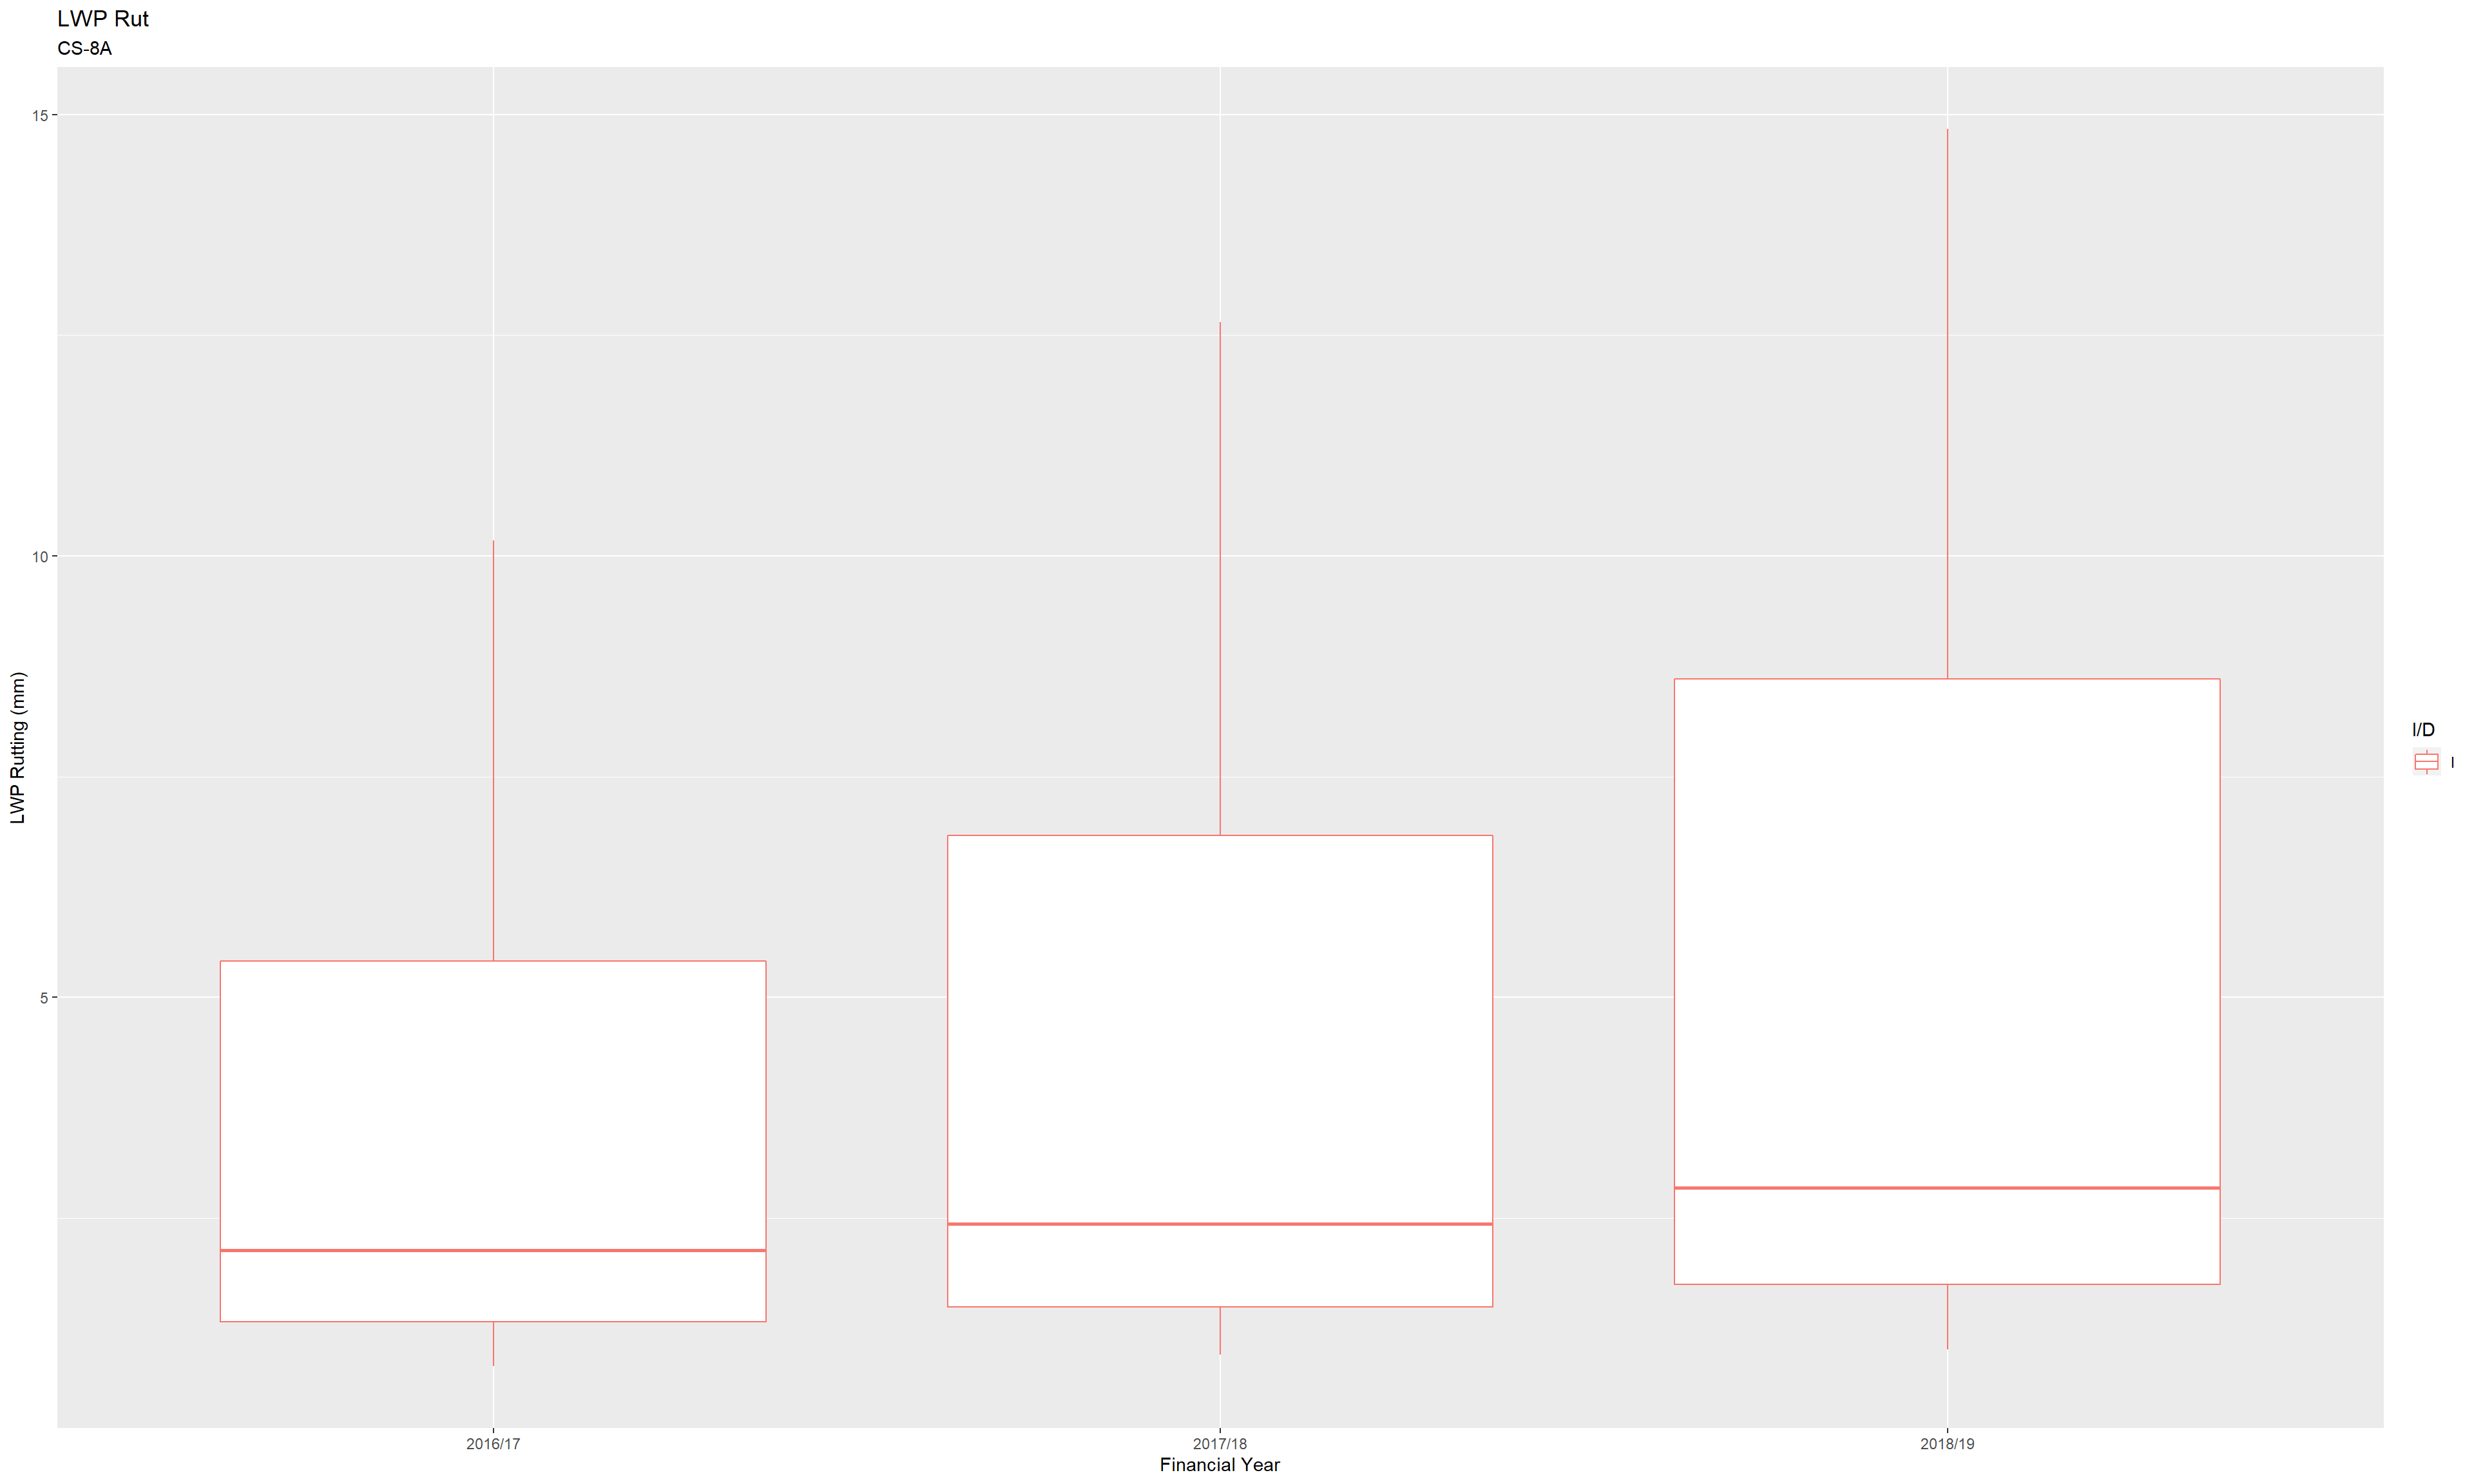 LWP Rut
CS-8A
15
10
5
LWP Rutting (mm)
2016/17
2017/18
2018/19
Financial Year
I/D
I